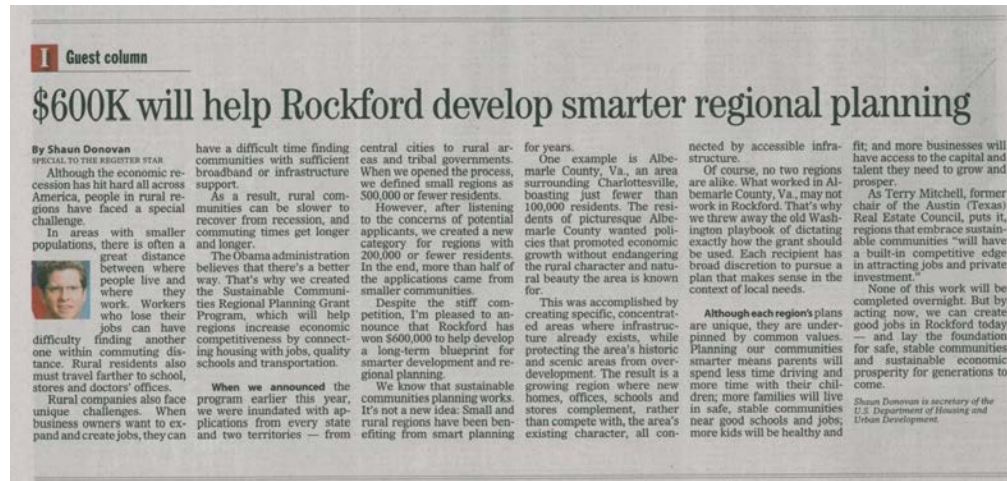 I Guest column
$600K will help Rockford develop smarter regional planning
By Shaun Donovan
SPECIAL TO THE REGISTER STAR
Although the economic re-
cession has hit hard all across
America, people in rural re-
gions have faced a special
challenge.
In areas with smaller
populations, there is often a
great distance
between where
people live and
where they
work. Workers
who lose their
jobs can have
difficulty finding another
one within commuting dis-
tance. Rural residents also
must travel farther to school,
stores and doctors' offices.
Rural companies also face
unique challenges. When
business owners want to ex-
pand and create jobs, they can
have a difficult time finding
communities with sufficient
broadband or infrastructure
support.
As a result, rural com-
munities can be slower to
recover from recession, and
commuting times get longer
and longer.
The Obama administration
believes that there's a better
way. That's why we created
the Sustainable Communi-
ties Regional Planning Grant
Program, which will help
regions increase economic
competitiveness by connect-
ing housing with jobs, quality
schools and transportation.
When we announced the
program earlier this year,
we were inundated with ap-
plications from every state
and two territories — from
central cities to rural ar-
eas and tribal governments.
When we opened the process,
we defined small regions as
500,000 or fewer residents.
However, after listening
to the concerns of potential
applicants, we created a new
category for regions with
200,000 or fewer residents.
In the end, more than half of
the applications came from
smaller communities.
Despite the stiff com-
petition, I'm pleased to an-
nounce that Rockford has
won $600,000 to help develop
a long-term blueprint for
smarter development and re-
gional planning.
We know that sustainable
communities planning works.
It's not a new idea: Small and
rural regions have been ben-
efiting from smart planning
for years.
One example is Albe-
marle County, Va., an area
surrounding Charlottesville,
boasting just fewer than
100,000 residents. The resi-
dents of picturesque Albe-
marle County wanted poli-
cies that promoted economic
growth without endangering
the rural character and natu-
ral beauty the area is known
for.
This was accomplished by
creating specific, concentrat-
ed areas where infrastruc-
ture already exists, while
protecting the area's historic
and scenic areas from over-
development. The result is a
growing region where new
homes, offices, schools and
stores complement, rather
than compete with, the area's
existing character, all con-
nected by accessible infra-
structure.
Of course, no two regions
are alike. What worked in Al-
bemarle County, Va., may not
work in Rockford. That's why
we threw away the old Wash-
ington playbook of dictating
exactly how the grant should
be used. Each recipient has
broad discretion to pursue a
plan that makes sense in the
context of local needs.
Although each region's plans
are unique, they are under-
pinned by common values.
Planning our communities
smarter means parents will
spend less time driving and
more time with their chil-
dren; more families will live
in safe, stable communities
near good schools and jobs;
more kids will be healthy and
fit; and more businesses will
have access to the capital and
talent they need to grow and
prosper.
As Terry Mitchell, former
chair of the Austin (Texas)
Real Estate Council, puts it,
regions that embrace sustain-
able communities "will have
a built-in competitive edge
in attracting jobs and private
investment."
None of this work will be
completed overnight. But by
acting now, we can create
good jobs in Rockford today
— and lay the foundation
for safe, stable communities
and sustainable economic
prosperity for generations to
come.
Shaun Donovan is secretary of the
U.S. Department of Housing and
Urban Development.